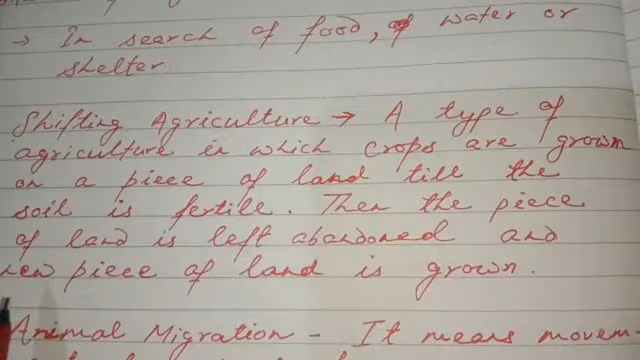 → In search of food, of water or
shelter
Shifting Agriculture → A type of
agriculture in which crops are grown
on a piece of land till the
soil is fertile. Then the piece
of land is left abandoned and
new piece of land is grown.
Animal Migration - It means movem-